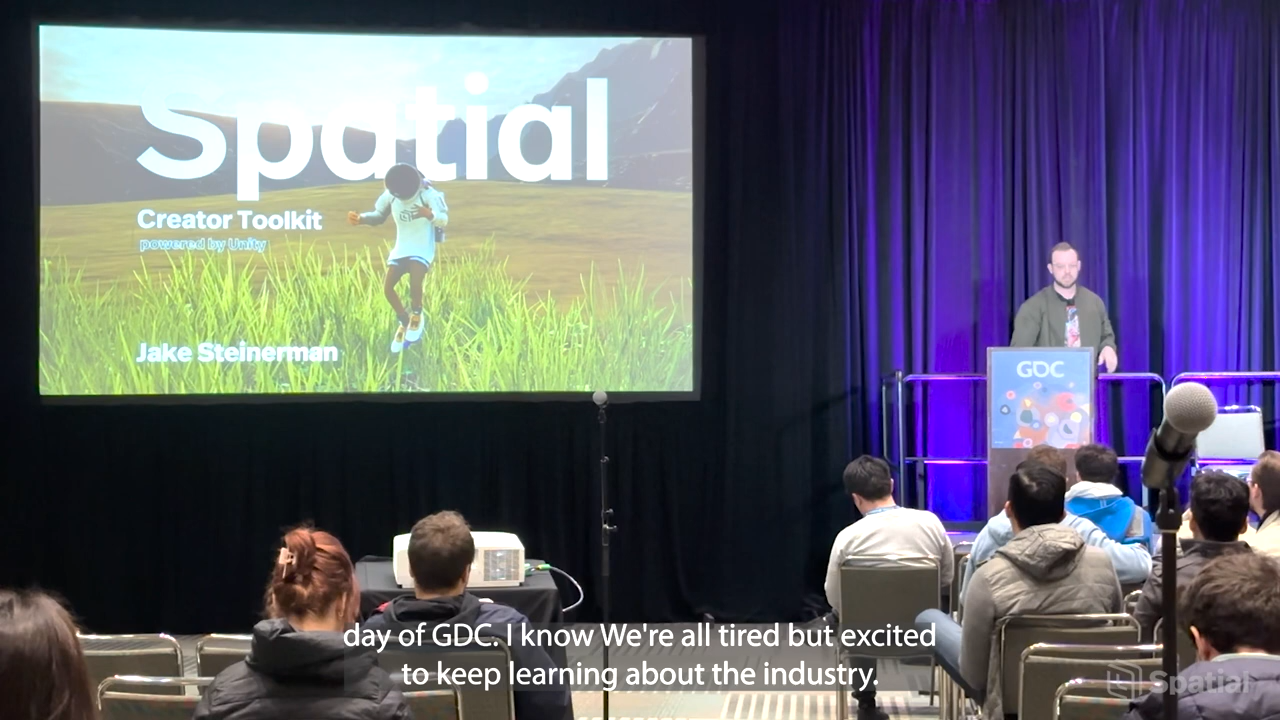 Spatial
Creator Toolkit
powered by Unity
Jake Steinerman
GDC
day of GDC. I know We're all tired but excited
to keep learning about the industry.
Spatial